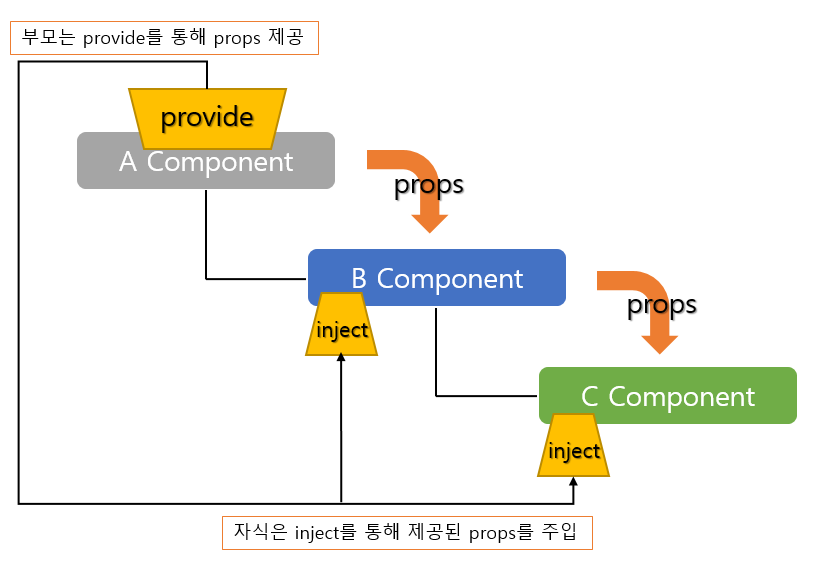 부모는 provide를 통해 props 제공
provide
A Component
props
B Component
inject
props
C Component
inject
자식은 inject를 통해 제공된 props를 주입